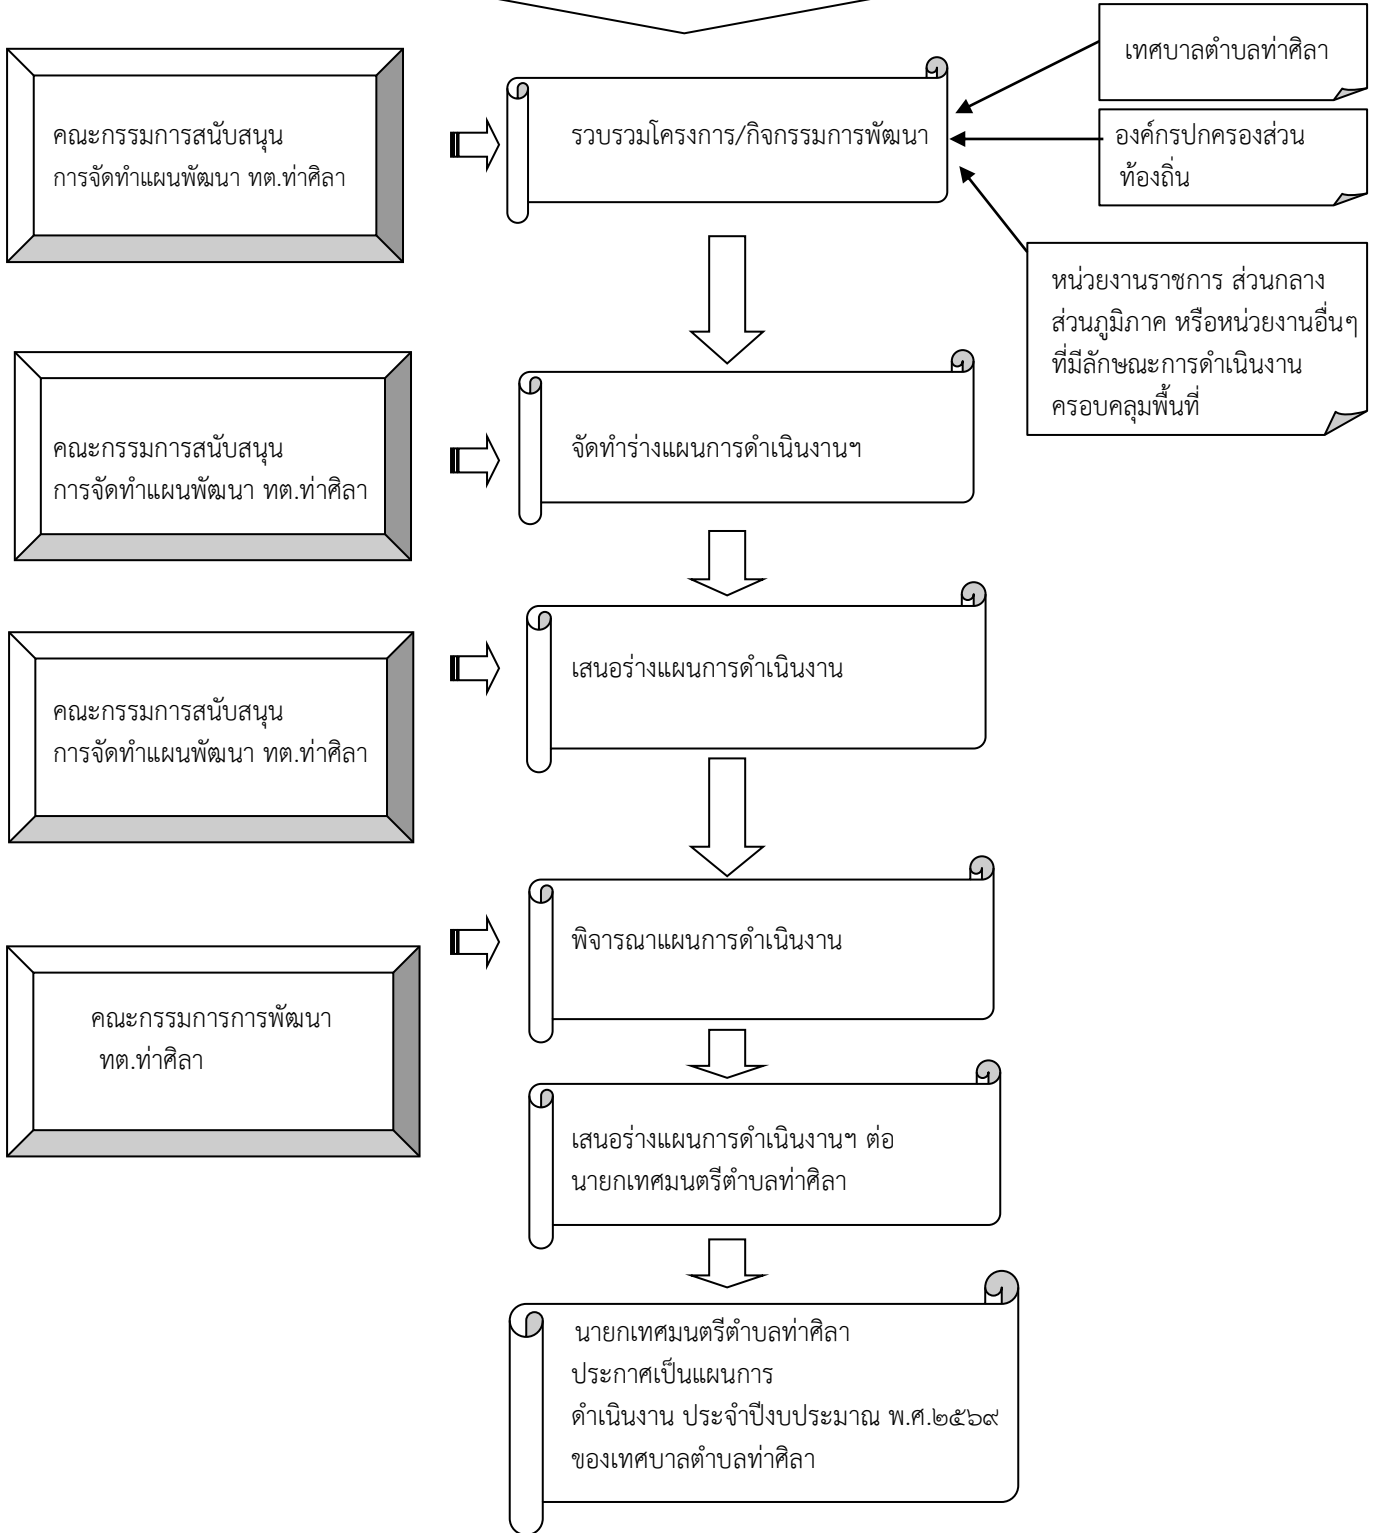 เทศบาลตำบลท่าศิลา
คณะกรรมการสนับสนุน
การจัดทำแผนพัฒนา ทต.ท่าศิลา
รวบรวมโครงการ/กิจกรรมการพัฒนา
องค์กรปกครองส่วน
ท้องถิ่น
หน่วยงานราชการ ส่วนกลาง
ส่วนภูมิภาค หรือหน่วยงานอื่นๆ
ที่มีลักษณะการดำเนินงาน
ครอบคลุมพื้นที่
คณะกรรมการสนับสนุน
การจัดทำแผนพัฒนา ทต.ท่าศิลา
จัดทำร่างแผนการดำเนินงานฯ
คณะกรรมการสนับสนุน
การจัดทำแผนพัฒนา ทต.ท่าศิลา
เสนอร่างแผนการดำเนินงาน
คณะกรรมการการพัฒนา
ทต.ท่าศิลา
พิจารณาแผนการดำเนินงาน
เสนอร่างแผนการดำเนินงานฯ ต่อ
นายกเทศมนตรีตำบลท่าศิลา
นายกเทศมนตรีตำบลท่าศิลา
ประกาศเป็นแผนการ
ดำเนินงาน ประจำปีงบประมาณ พ.ศ.๒๕๖๙
ของเทศบาลตำบลท่าศิลา